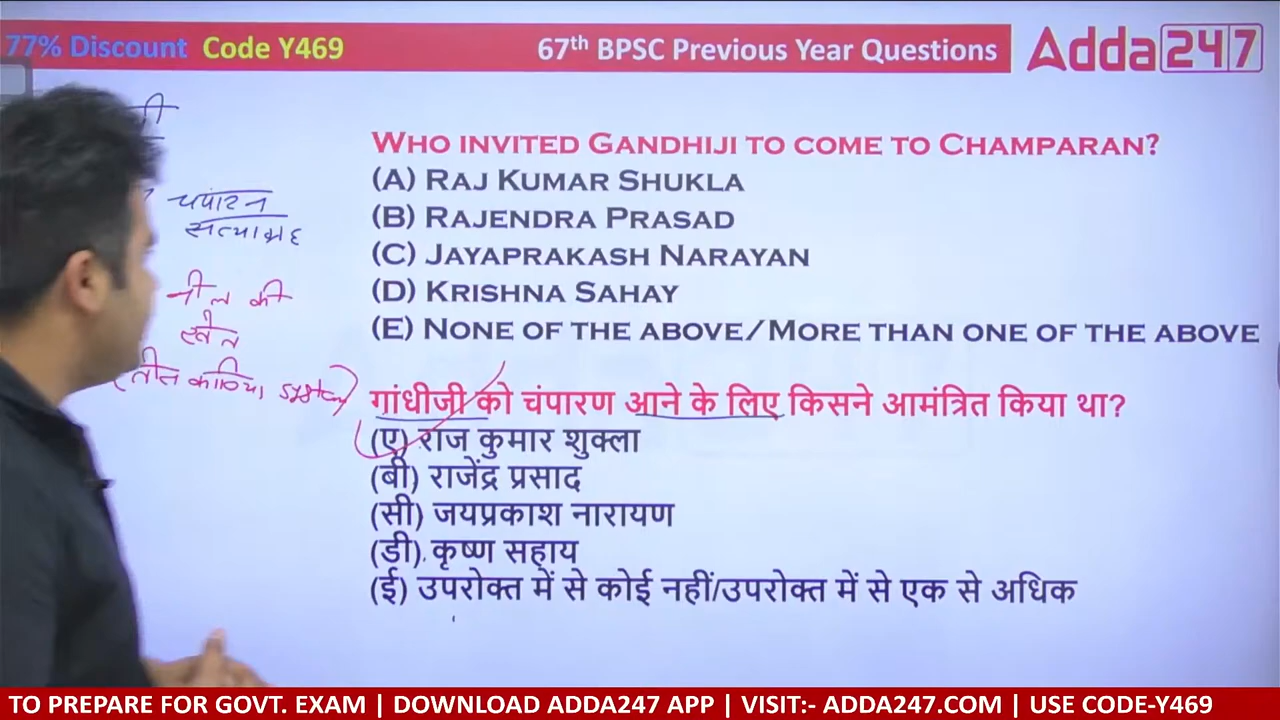 77% Discount Code Y469
67th BPSC Previous Year Questions
Adda247
WHO INVITED GANDHIJI TO COME TO CHAMPARAN?
(A) RAJ KUMAR SHUKLA
(B) RAJENDRA PRASAD
(C) JAYAPRAKASH NARAYAN
(D) KRISHNA SAHAY
(E) NONE OF THE ABOVE/MORE THAN ONE OF THE ABOVE
चंपारन
सत्याग्रह
नील की
गांधीजी को चंपारण आने के लिए किसने आमंत्रित किया था?
(ए) राज कुमार शुक्ला
(बी) राजेंद्र प्रसाद
(सी) जयप्रकाश नारायण
(डी) कृष्ण सहाय
(ई) उपरोक्त में से कोई नहीं/उपरोक्त में से एक से अधिक
TO PREPARE FOR GOVT. EXAM | DOWNLOAD ADDA247 APP | VISIT:- ADDA247.COM | USE CODE-Y469